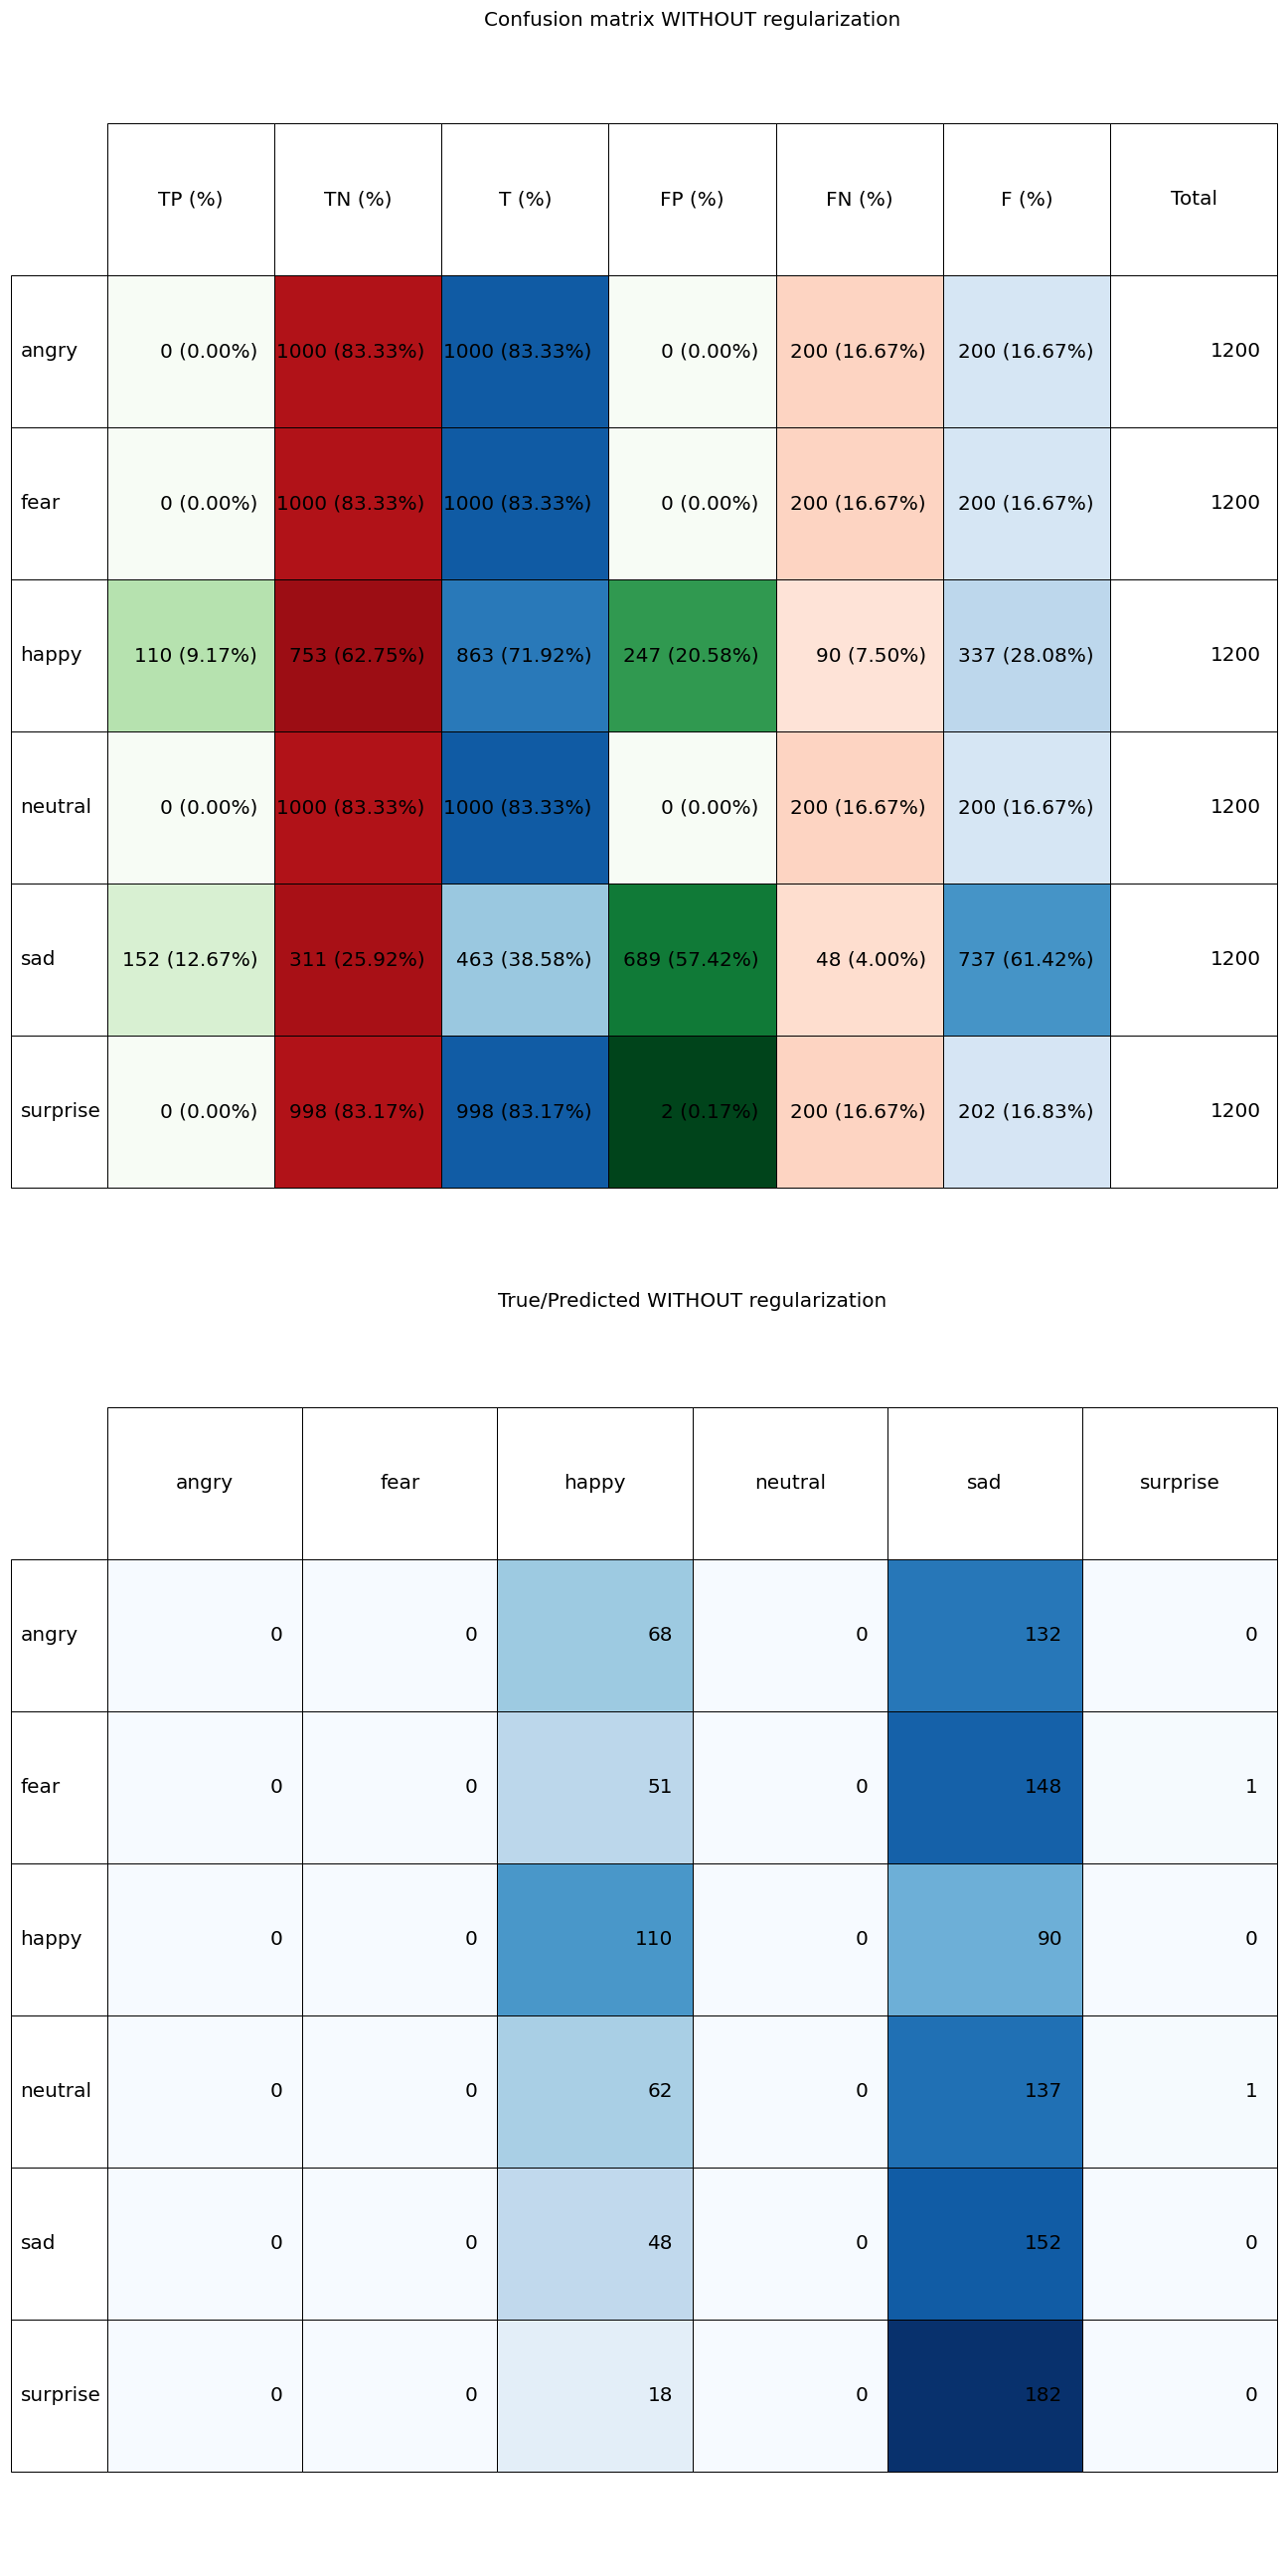 Confusion matrix WITHOUT regularization
TP (%) TN (%) T (%) FP (%) FN (%) F (%) Total
angry 0 (0.00%) 1000 (83.33%) 1000 (83.33%) 0 (0.00%) 200 (16.67%) 200 (16.67%) 1200
fear 0 (0.00%) 1000 (83.33%) 1000 (83.33%) 0 (0.00%) 200 (16.67%) 200 (16.67%) 1200
happy 110 (9.17%) 753 (62.75%) 863 (71.92%) 247 (20.58%) 90 (7.50%) 337 (28.08%) 1200
neutral 0 (0.00%) 1000 (83.33%) 1000 (83.33%) 0 (0.00%) 200 (16.67%) 200 (16.67%) 1200
sad 152 (12.67%) 311 (25.92%) 463 (38.58%) 689 (57.42%) 48 (4.00%) 737 (61.42%) 1200
surprise 0 (0.00%) 998 (83.17%) 998 (83.17%) 2 (0.17%) 200 (16.67%) 202 (16.83%) 1200
True/Predicted WITHOUT regularization
angry fear happy neutral sad surprise
angry 0 0 68 0 132 0
fear 0 0 51 0 148 1
happy 0 0 110 0 90 0
neutral 0 0 62 0 137 1
sad 0 0 48 0 152 0
surprise 0 0 18 0 182 0